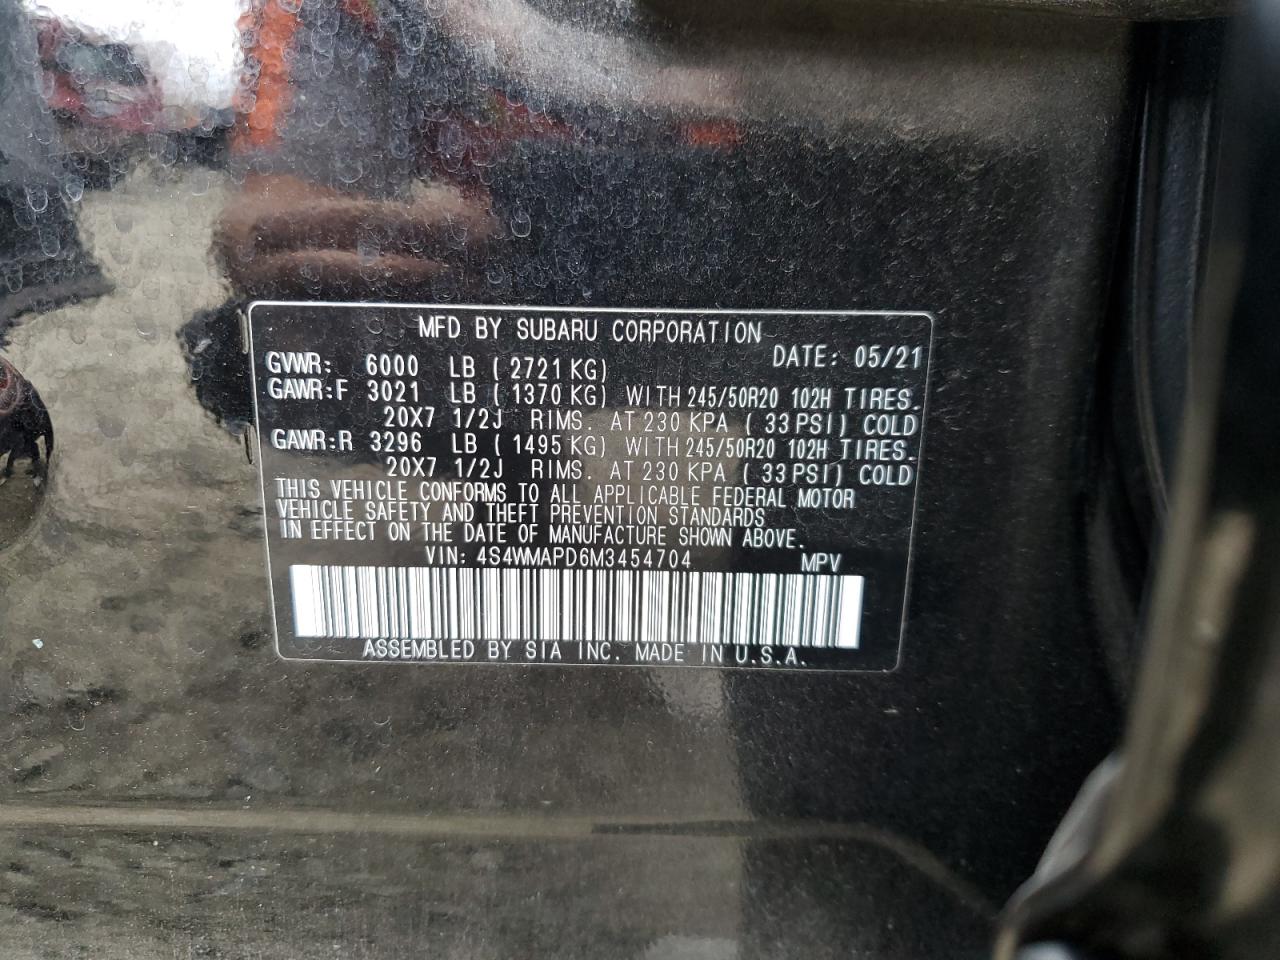 MFD BY SUBARU CORPORATION
GVWR: 6000 LB ( 2721 KG) DATE: 05/21
GAWR:F 3021 LB ( 1370 KG) WITH 245/50R20 102H TIRES.
20X7 1/2J RIMS. AT 230 KPA ( 33 PSI) COLD
GAWR:R 3296 LB ( 1495 KG) WITH 245/50R20 102H TIRES.
20X7 1/2J RIMS. AT 230 KPA ( 33 PSI) COLD
THIS VEHICLE CONFORMS TO ALL APPLICABLE FEDERAL MOTOR
VEHICLE SAFETY AND THEFT PREVENTION STANDARDS
IN EFFECT ON THE DATE OF MANUFACTURE SHOWN ABOVE.
VIN: 4S4WMAPD6M3454704 MPV
ASSEMBLED BY SIA INC. MADE IN U.S.A.